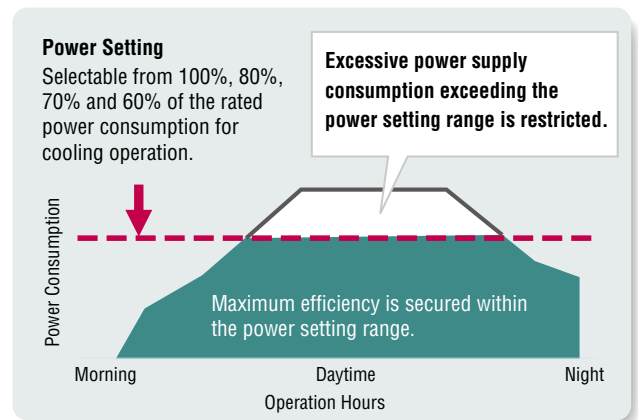 Power Setting
Selectable from 100%, 80%,
70% and 60% of the rated
power consumption for
cooling operation.
Excessive power supply
consumption exceeding the
power setting range is restricted.
Power Consumption
Maximum efficiency is secured within
the power setting range.
Morning
Daytime
Night
Operation Hours